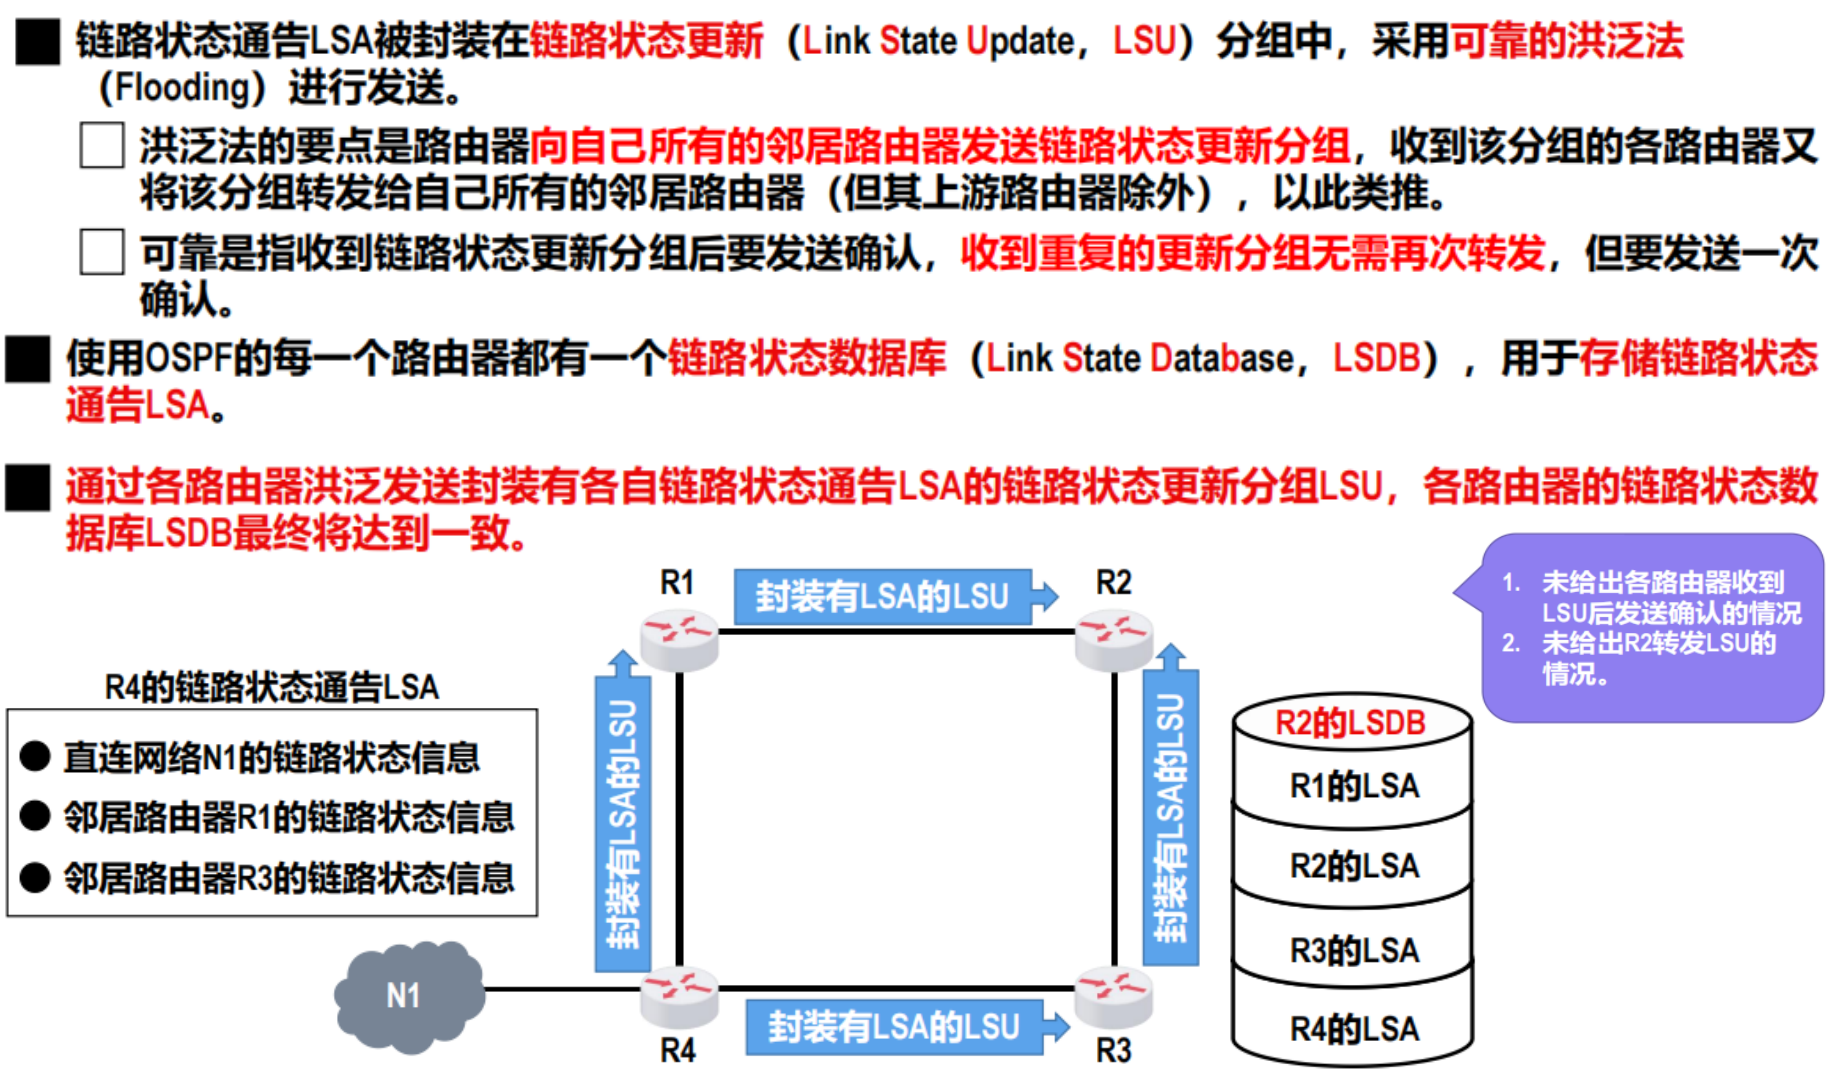 链路状态通告LSA被封装在链路状态更新（Link State Update，LSU）分组中，采用可靠的洪泛法
（Flooding）进行发送。
洪泛法的要点是路由器向自己所有的邻居路由器发送链路状态更新分组，收到该分组的各路由器又
将该分组转发给自己所有的邻居路由器（但其上游路由器除外），以此类推。
可靠是指收到链路状态更新分组后要发送确认，收到重复的更新分组无需再次转发，但要发送一次
确认。
使用OSPF的每一个路由器都有一个链路状态数据库（Link State Database，LSDB），用于存储链路状态
通告LSA。
通过各路由器洪泛发送封装有各自链路状态通告LSA的链路状态更新分组LSU，各路由器的链路状态数
据库LSDB最终将达到一致。
1. 未给出各路由器收到
LSU后发送确认的情况
2. 未给出R2转发LSU的
情况。
R1
封装有LSA的LSU
R2
R4的链路状态通告LSA
直连网络N1的链路状态信息
邻居路由器R1的链路状态信息
邻居路由器R3的链路状态信息
封装有LSA的LSU
封装有LSA的LSU
R2的LSDB
R1的LSA
R2的LSA
R3的LSA
R4的LSA
N1
封装有LSA的LSU
R4
R3